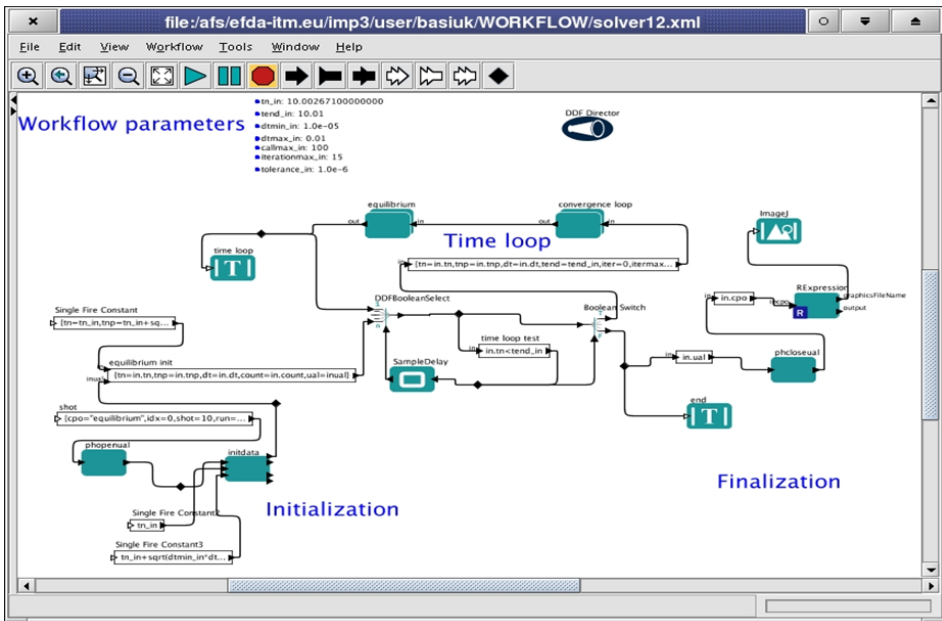 file:/afs/efda-itm.eu/imp3/user/basiuk/WORKFLOW/solver12.xml
File Edit View Workflow Tools Window Help
Workflow parameters
tn_in: 10.00267100000000
tend_in: 10.01
dtmin_in: 1.0e-05
dtmax_in: 0.01
callmax_in: 100
iterationmax_in: 15
tolerance_in: 1.0e-6
DDF Director
equilibrium
out
in
convergence loop
out
in
Time loop
time loop
T
in
{tn=in.tn,tnp=in.tnp,dt=in.dt,tend=tend_in,iter=0,itermax...
ImageJ
RExpression
in
in.cpo
incpo
R
graphicsFileName
output
Single Fire Constant
{tn=tn_in,tnp=tn_in+sq...
DDFBooleanSelect
Boolean Switch
time loop test
in
in.tn<tend_in
SampleDelay
equilibrium init
inual
{tn=in.tn,tnp=in.tnp,dt=in.dt,count=in.count,ual=inual}
in
in.ual
phcloseual
shot
{cpo="equilibrium",idx=0,shot=10,run=...
end
T
phopenual
initdata
Initialization
Finalization
Single Fire Constant2
tn_in
Single Fire Constant3
tn_in+sqrt(dtmin_in*dt...